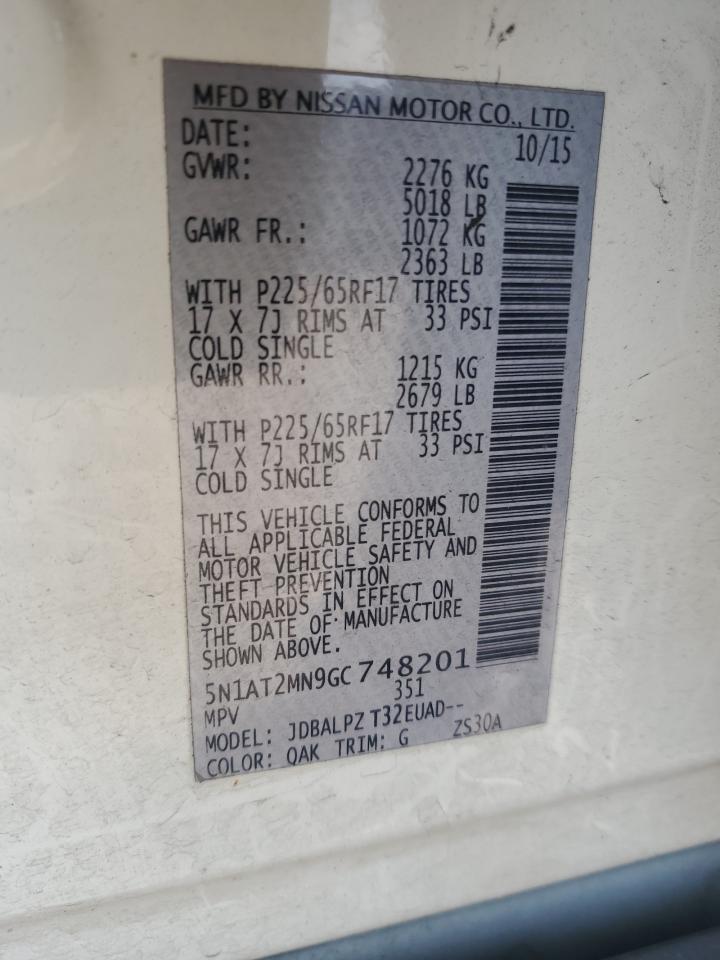 MFD BY NISSAN MOTOR CO., LTD.
DATE: 10/15
GVWR: 2276 KG
5018 LB
GAWR FR.: 1072 KG
2363 LB
WITH P225/65RF17 TIRES
17 X 7J RIMS AT 33 PSI
COLD SINGLE
GAWR RR.: 1215 KG
2679 LB
WITH P225/65RF17 TIRES
17 X 7J RIMS AT 33 PSI
COLD SINGLE
THIS VEHICLE CONFORMS TO
ALL APPLICABLE FEDERAL
MOTOR VEHICLE SAFETY AND
THEFT PREVENTION
STANDARDS IN EFFECT ON
THE DATE OF MANUFACTURE
SHOWN ABOVE.
5N1AT2MN9GC748201
MPV 351
MODEL: JDBALPZ T32EUAD--
COLOR: QAK TRIM: G ZS30A